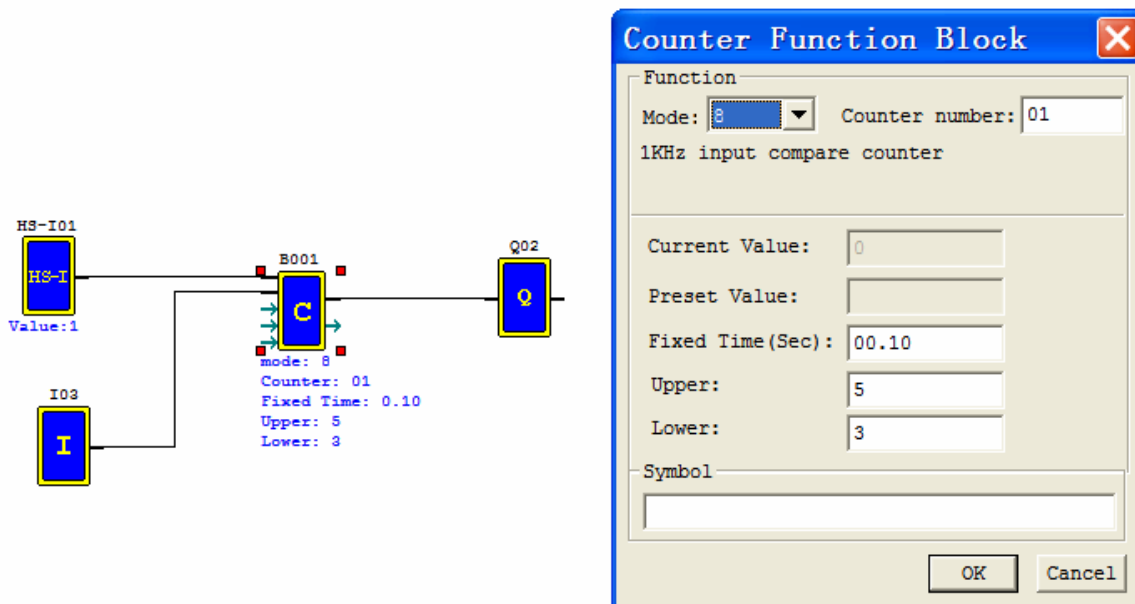 HS-I01
HS-I
Value:1
I03
I
B001
C
mode: 8
Counter: 01
Fixed Time: 0.10
Upper: 5
Lower: 3
Q02
Q
Counter Function Block
Function
Mode: 8 Counter number: 01
1KHz input compare counter
Current Value: 0
Preset Value:
Fixed Time(Sec): 00.10
Upper: 5
Lower: 3
Symbol
OK Cancel